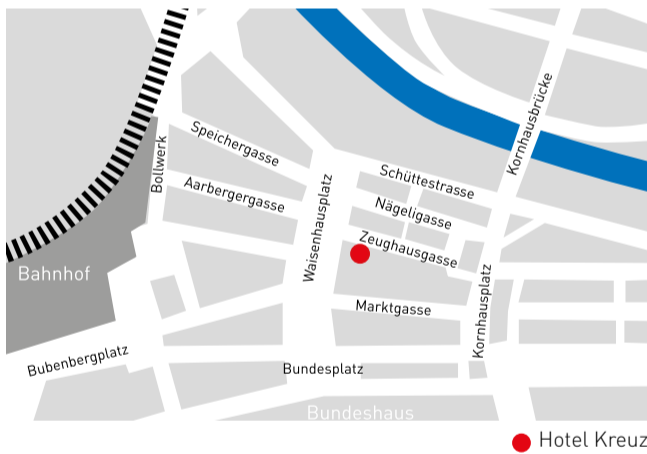 Kornhausbrücke
Speichergasse
Bollwerk
Schüttestrasse
Aarbergergasse
Waisenhausplatz
Nägeligasse
Zeughausgasse
Bahnhof
Marktgasse
Kornhausplatz
Bubenbergplatz
Bundesplatz
Bundeshaus
Hotel Kreuz